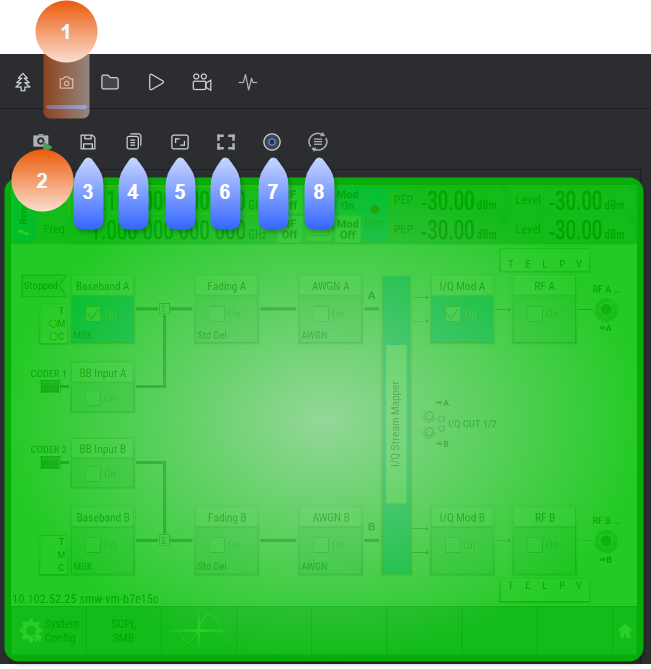 1
2
3
4
5
6
7
8
GHz
Off
Mod
On
PEP
-30.00 dBm
Level
-30.00 dBm
Freq
1.000 000 000 000 GHz
RF
Off
Mod
Off
PEP
-30.00 dBm
Level
-30.00 dBm
T E L P V
Stopped
Baseband A
On
MSK
T
M
C
Fading A
On
Std Del
AWGN A
On
AWGN
A
I/Q Mod A
On
RF A
On
RF A ...
⇒A
CODER 1
BB Input A
On
I/Q Stream Mapper
⇒A
I/Q OUT 1/2
⇒B
CODER 2
BB Input B
On
Baseband B
On
MSK
T
M
C
Fading B
On
Std Del
AWGN B
On
AWGN
B
I/Q Mod B
On
RF B
On
RF B ...
⇒B
T E L P V
10.102.52.25 smw-vm-b7e15c
System
Config
SCPI,
SMB